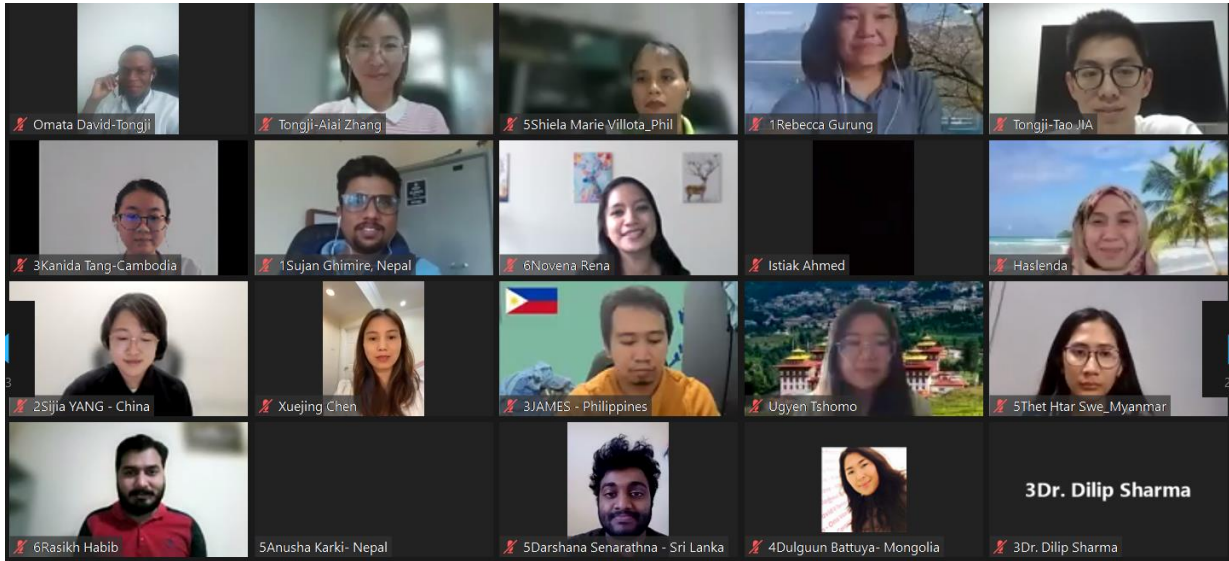 Omata David-Tongji
Tongji-Aiai Zhang
5Shiela Marie Villota_Phil
1Rebecca Gurung
Tongji-Tao JIA
3Kanida Tang-Cambodia
1Sujan Ghimire, Nepal
6Novena Rena
Istiak Ahmed
Haslenda
2Sijia YANG - China
Xuejing Chen
3JAMES - Philippines
Ugyen Tshomo
5Thet Htar Swe_Myanmar
6Rasikh Habib
5Anusha Karki- Nepal
5Darshana Senarathna - Sri Lanka
4Dulguun Battuya- Mongolia
3Dr. Dilip Sharma
3Dr. Dilip Sharma